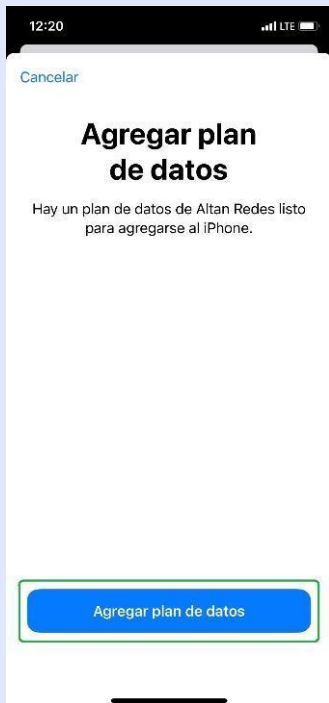 12:20
LTE
Cancelar
Agregar plan
de datos
Hay un plan de datos de Altan Redes listo
para agregarse al iPhone.
Agregar plan de datos